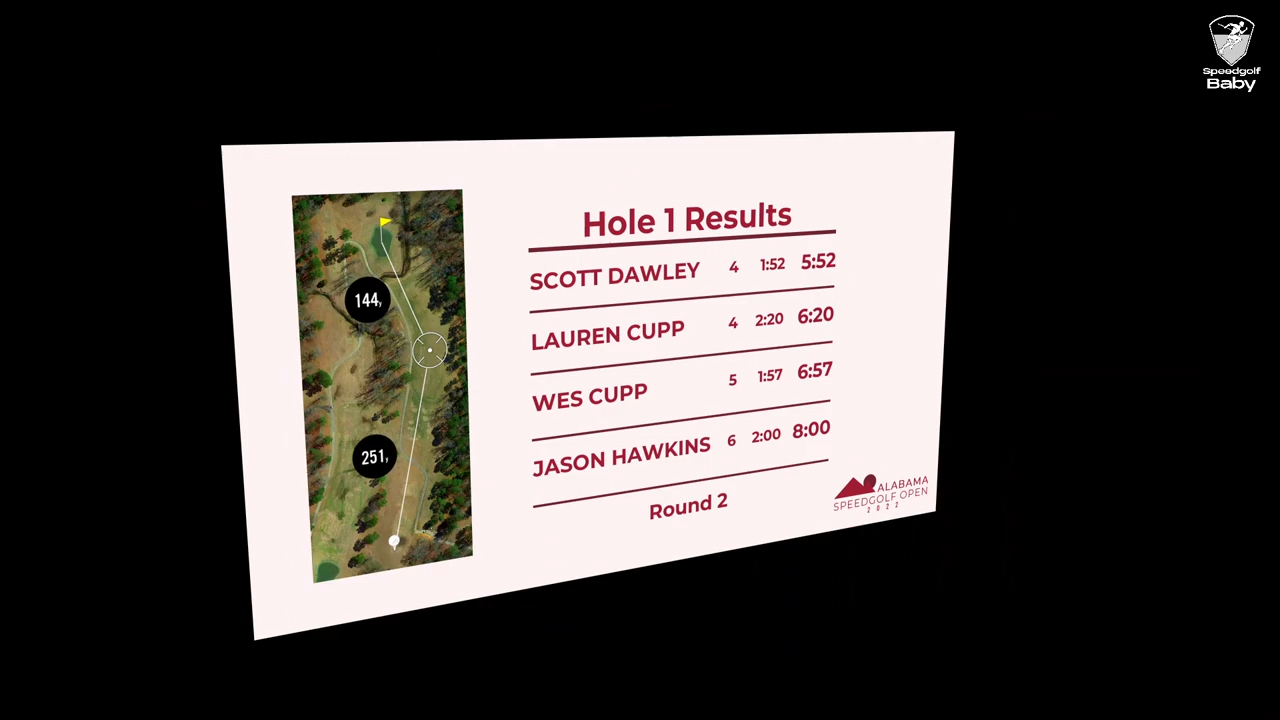 Speedgolf
Baby
Hole 1 Results
SCOTT DAWLEY 4 1:52 5:52
LAUREN CUPP 4 2:20 6:20
WES CUPP 5 1:57 6:57
JASON HAWKINS 6 2:00 8:00
Round 2
144,
251,
ALABAMA
SPEEDGOLF OPEN
2022